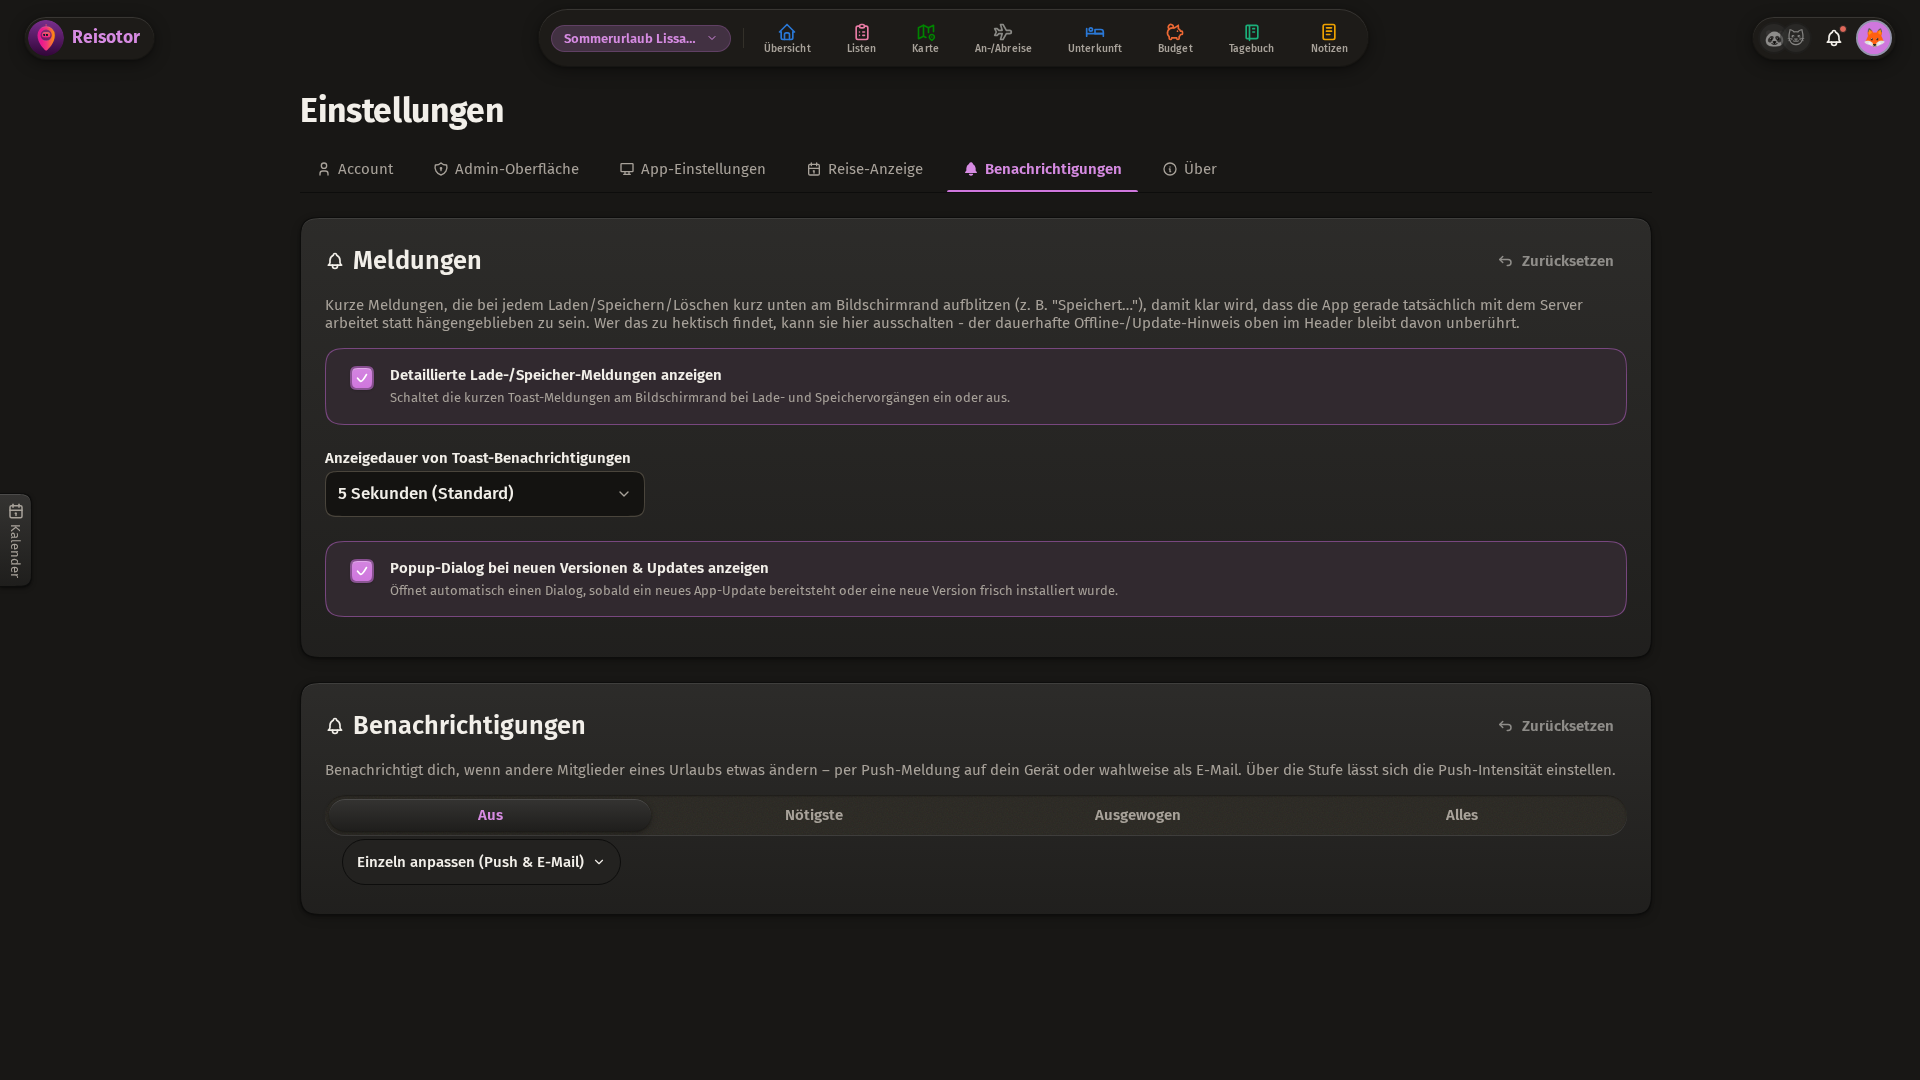 Reisotor
Sommerurlaub Lissa...
Übersicht
Listen
Karte
An-/Abreise
Unterkunft
Budget
Tagebuch
Notizen
Einstellungen
Account
Admin-Oberfläche
App-Einstellungen
Reise-Anzeige
Benachrichtigungen
Über
Meldungen
Zurücksetzen
Kurze Meldungen, die bei jedem Laden/Speichern/Löschen kurz unten am Bildschirmrand aufblitzen (z. B. "Speichert..."), damit klar wird, dass die App gerade tatsächlich mit dem Server
arbeitet statt hängengeblieben zu sein. Wer das zu hektisch findet, kann sie hier ausschalten - der dauerhafte Offline-/Update-Hinweis oben im Header bleibt davon unberührt.
Detaillierte Lade-/Speicher-Meldungen anzeigen
Schaltet die kurzen Toast-Meldungen am Bildschirmrand bei Lade- und Speichervorgängen ein oder aus.
Anzeigedauer von Toast-Benachrichtigungen
5 Sekunden (Standard)
Kalender
Popup-Dialog bei neuen Versionen & Updates anzeigen
Öffnet automatisch einen Dialog, sobald ein neues App-Update bereitsteht oder eine neue Version frisch installiert wurde.
Benachrichtigungen
Zurücksetzen
Benachrichtigt dich, wenn andere Mitglieder eines Urlaubs etwas ändern – per Push-Meldung auf dein Gerät oder wahlweise als E-Mail. Über die Stufe lässt sich die Push-Intensität einstellen.
Aus
Nötigste
Ausgewogen
Alles
Einzeln anpassen (Push & E-Mail)